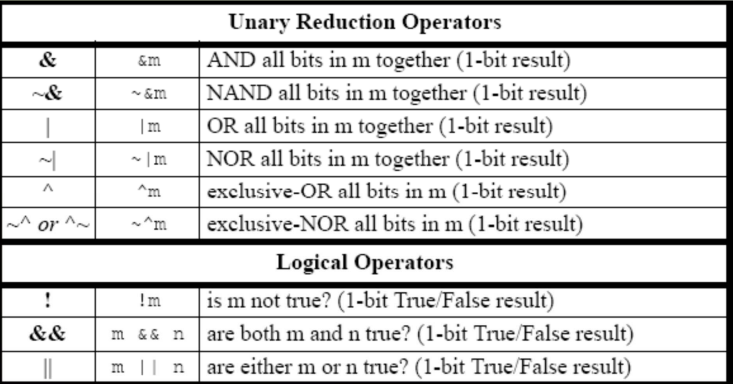 Unary Reduction Operators
& &m AND all bits in m together (1-bit result)
~& ~&m NAND all bits in m together (1-bit result)
| |m OR all bits in m together (1-bit result)
~| ~|m NOR all bits in m together (1-bit result)
^ ^m exclusive-OR all bits in m (1-bit result)
~^ or ^~ ~^m exclusive-NOR all bits in m (1-bit result)
Logical Operators
! !m is m not true? (1-bit True/False result)
&& m && n are both m and n true? (1-bit True/False result)
|| m || n are either m or n true? (1-bit True/False result)